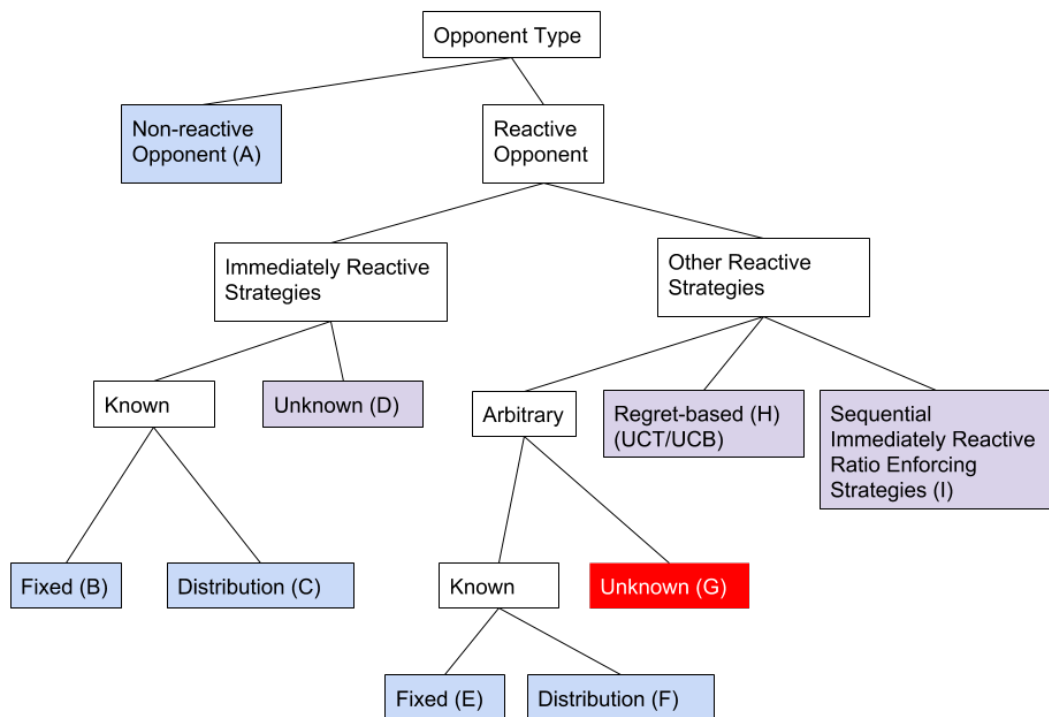 Opponent Type
Non-reactive
Opponent (A)
Reactive
Opponent
Immediately Reactive
Strategies
Other Reactive
Strategies
Known
Unknown (D)
Arbitrary
Regret-based (H)
(UCT/UCB)
Sequential
Immediately Reactive
Ratio Enforcing
Strategies (I)
Fixed (B)
Distribution (C)
Known
Unknown (G)
Fixed (E)
Distribution (F)